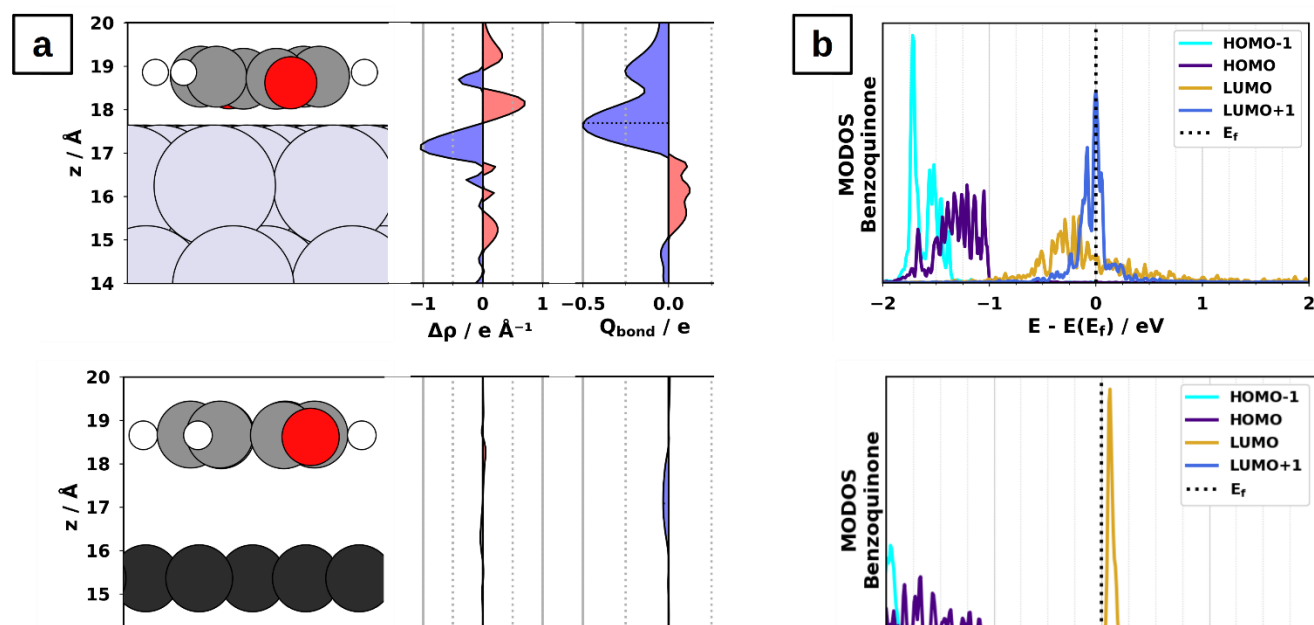 a
20
19
18
17
16
15
14
z / Å
−1
0
1
Δρ / e Å⁻¹
−0.5
0.0
Q_bond / e
b
MODOS
Benzoquinone
HOMO-1
HOMO
LUMO
LUMO+1
E_f
−2
−1
0
1
2
E - E(E_f) / eV
20
19
18
17
16
15
z / Å
MODOS
Benzoquinone
HOMO-1
HOMO
LUMO
LUMO+1
E_f